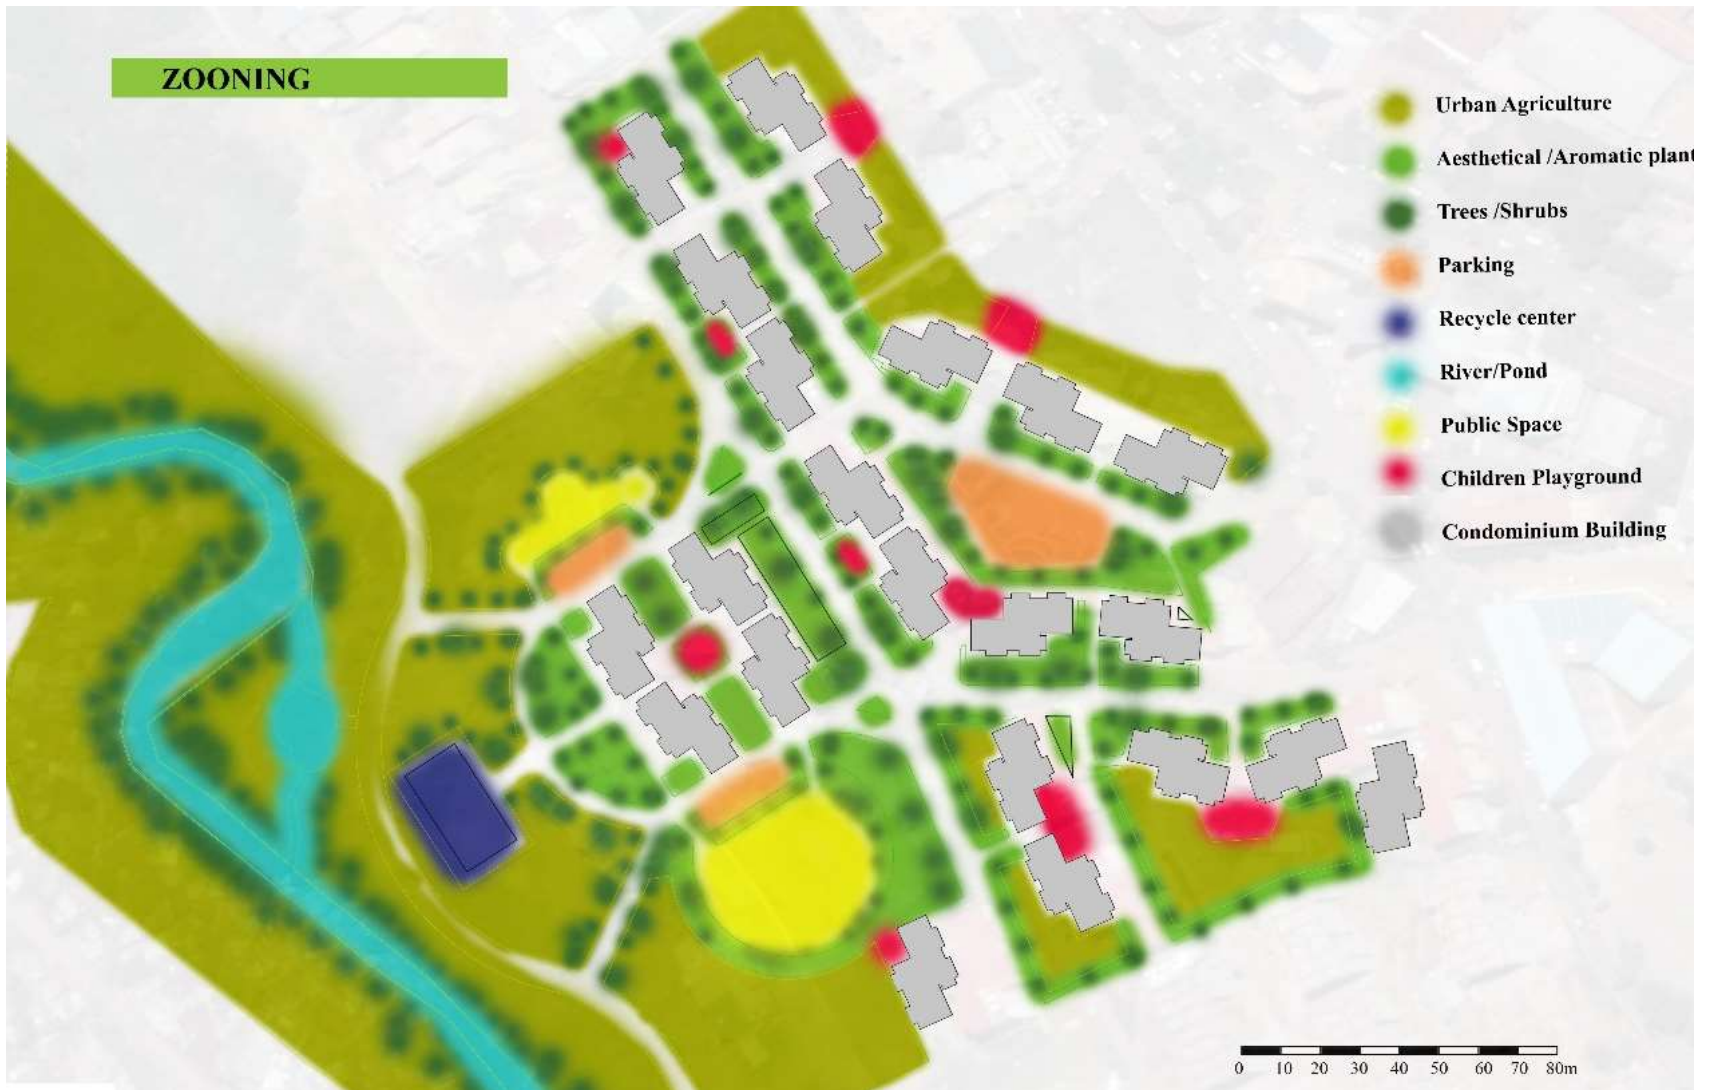 ZOONING
Urban Agriculture
Aesthetical /Aromatic plant
Trees /Shrubs
Parking
Recycle center
River/Pond
Public Space
Children Playground
Condominium Building
0 10 20 30 40 50 60 70 80m